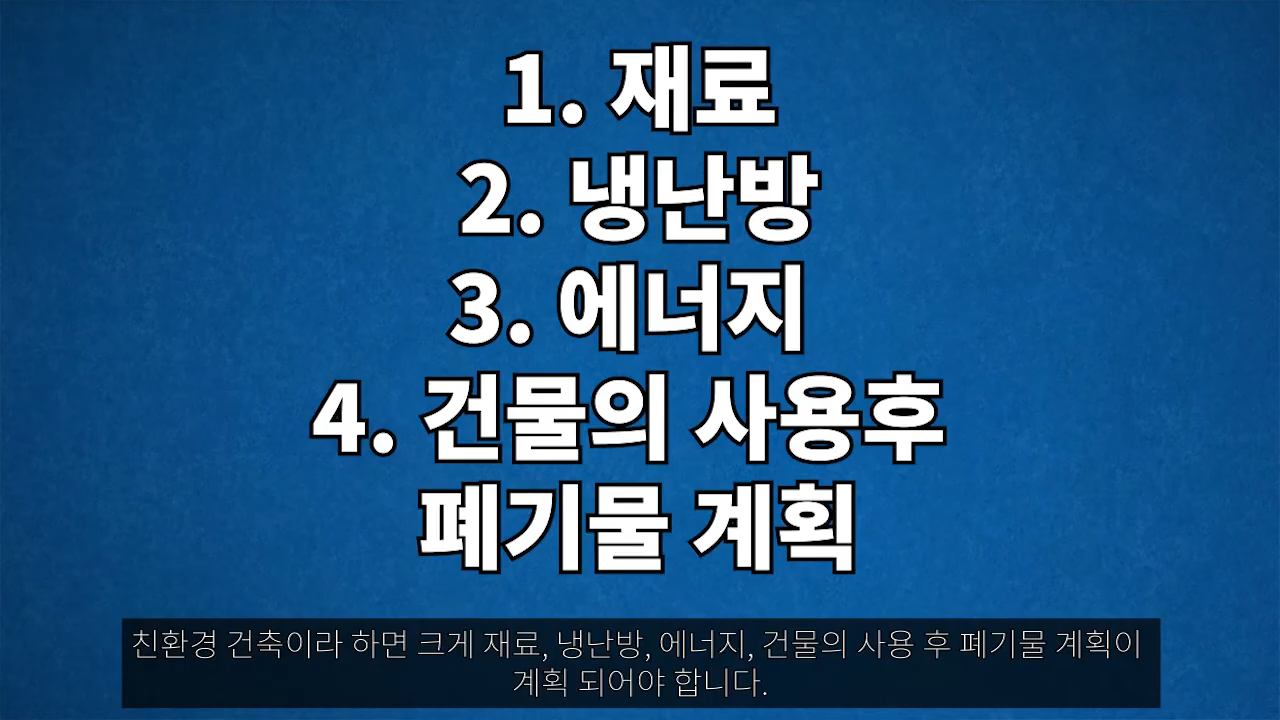 1. 재료
2. 냉난방
3. 에너지
4. 건물의 사용후
폐기물 계획
친환경 건축이라 하면 크게 재료, 냉난방, 에너지, 건물의 사용 후 폐기물 계획이
계획 되어야 합니다.